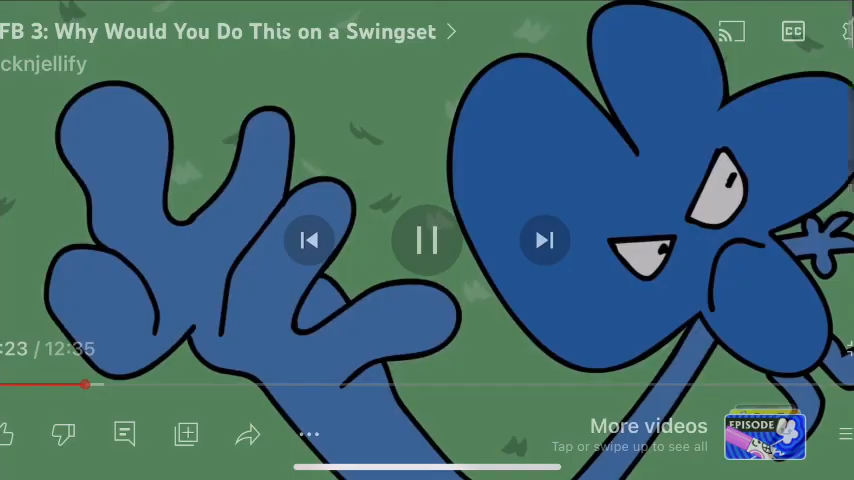 FB 3: Why Would You Do This on a Swingset
cknjellify
CC
:23 / 12:35
More videos
Tap or swipe up to see all
EPISODE